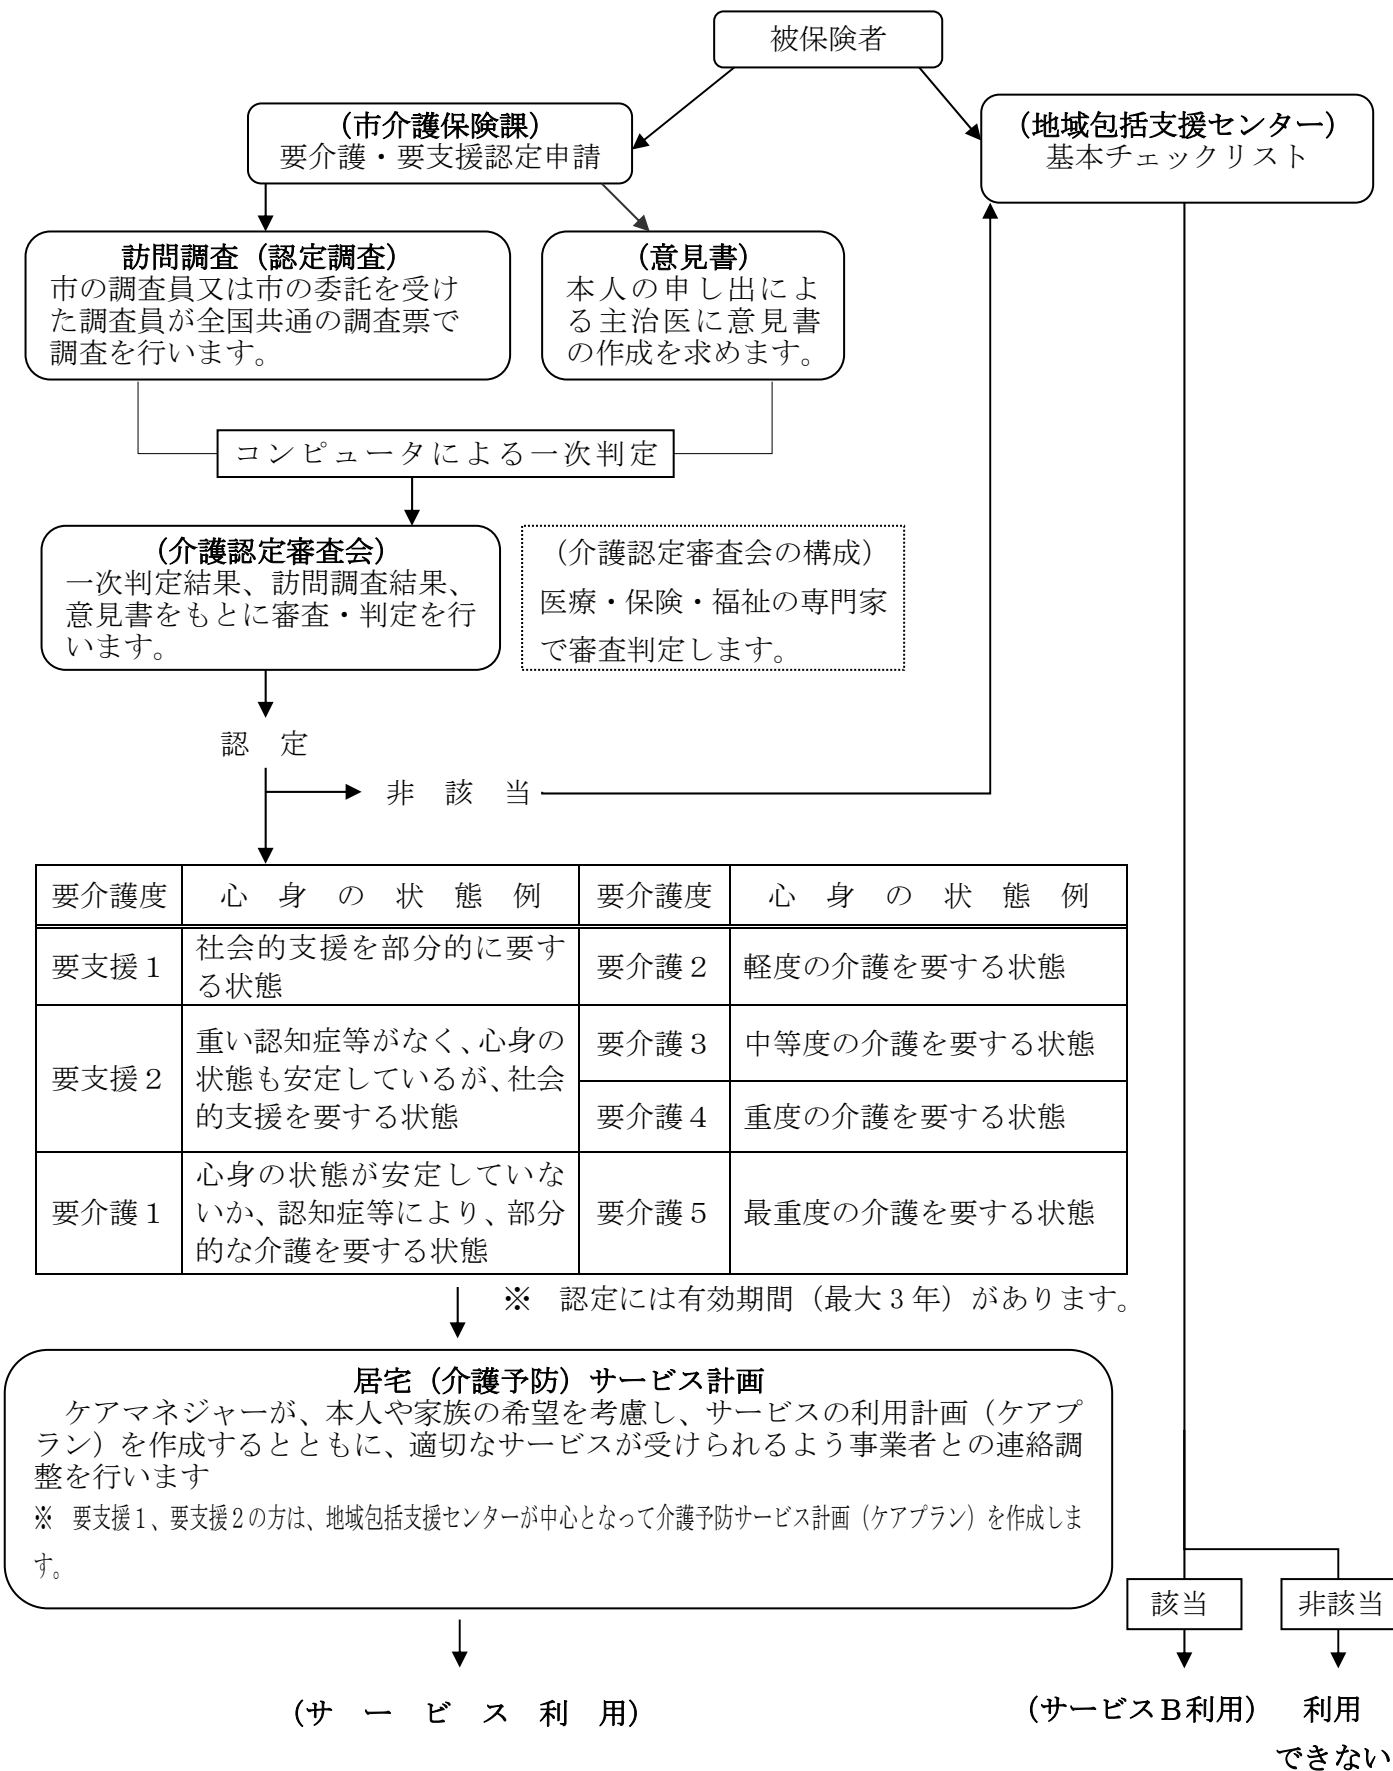 被保険者
(市介護保険課)
要介護・要支援認定申請
(地域包括支援センター)
基本チェックリスト
訪問調査(認定調査)
市の調査員又は市の委託を受け
た調査員が全国共通の調査票で
調査を行います。
(意見書)
本人の申し出によ
る主治医に意見書
の作成を求めます。
コンピュータによる一次判定
(介護認定審査会)
一次判定結果、訪問調査結果、
意見書をもとに審査・判定を行
います。
(介護認定審査会の構成)
医療・保険・福祉の専門家
で審査判定します。
認 定
非 該 当
要介護度 心 身 の 状 態 例 要介護度 心 身 の 状 態 例
要支援1
社会的支援を部分的に要す
る状態
要介護2 軽度の介護を要する状態
要支援2
重い認知症等がなく、心身の
状態も安定しているが、社会
的支援を要する状態
要介護3 中等度の介護を要する状態
要介護4 重度の介護を要する状態
要介護1
心身の状態が安定していな
いか、認知症等により、部分
的な介護を要する状態
要介護5 最重度の介護を要する状態
※ 認定には有効期間(最大3年)があります。
居宅(介護予防)サービス計画
ケアマネジャーが、本人や家族の希望を考慮し、サービスの利用計画(ケアプ
ラン)を作成するとともに、適切なサービスが受けられるよう事業者との連絡調
整を行います
※ 要支援1、要支援2の方は、地域包括支援センターが中心となって介護予防サービス計画(ケアプラン)を作成しま
す。
該当
非該当
(サ ー ビ ス 利 用)
(サービスB利用)
利用
できない